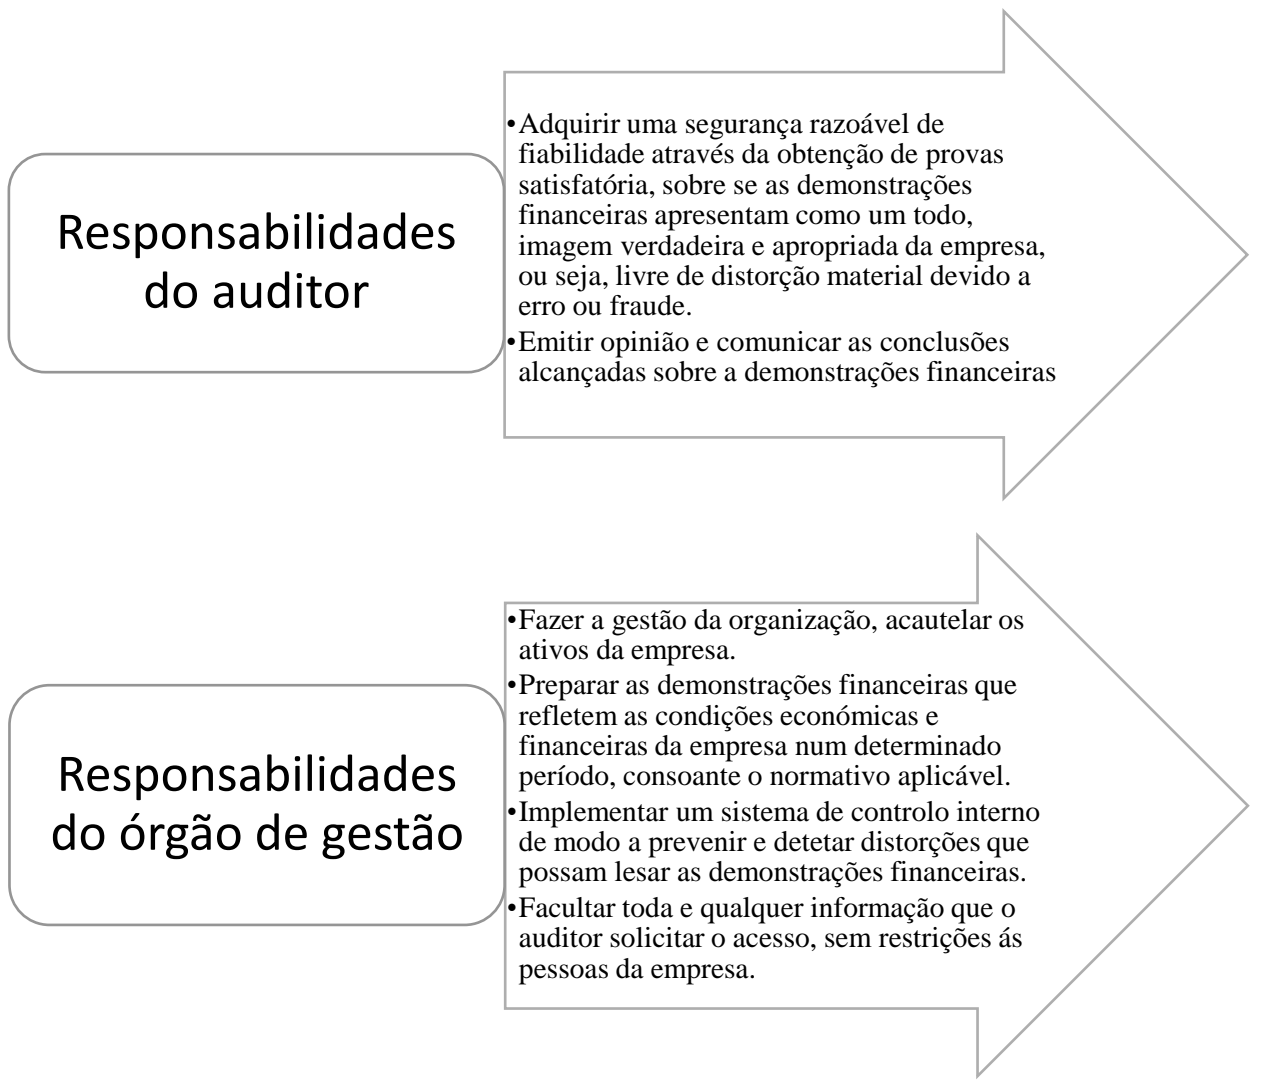 Responsabilidades
do auditor
•Adquirir uma segurança razoável de
fiabilidade através da obtenção de provas
satisfatória, sobre se as demonstrações
financeiras apresentam como um todo,
imagem verdadeira e apropriada da empresa,
ou seja, livre de distorção material devido a
erro ou fraude.
•Emitir opinião e comunicar as conclusões
alcançadas sobre a demonstrações financeiras
Responsabilidades
do órgão de gestão
•Fazer a gestão da organização, acautelar os
ativos da empresa.
•Preparar as demonstrações financeiras que
refletem as condições económicas e
financeiras da empresa num determinado
período, consoante o normativo aplicável.
•Implementar um sistema de controlo interno
de modo a prevenir e detetar distorções que
possam lesar as demonstrações financeiras.
•Facultar toda e qualquer informação que o
auditor solicitar o acesso, sem restrições ás
pessoas da empresa.